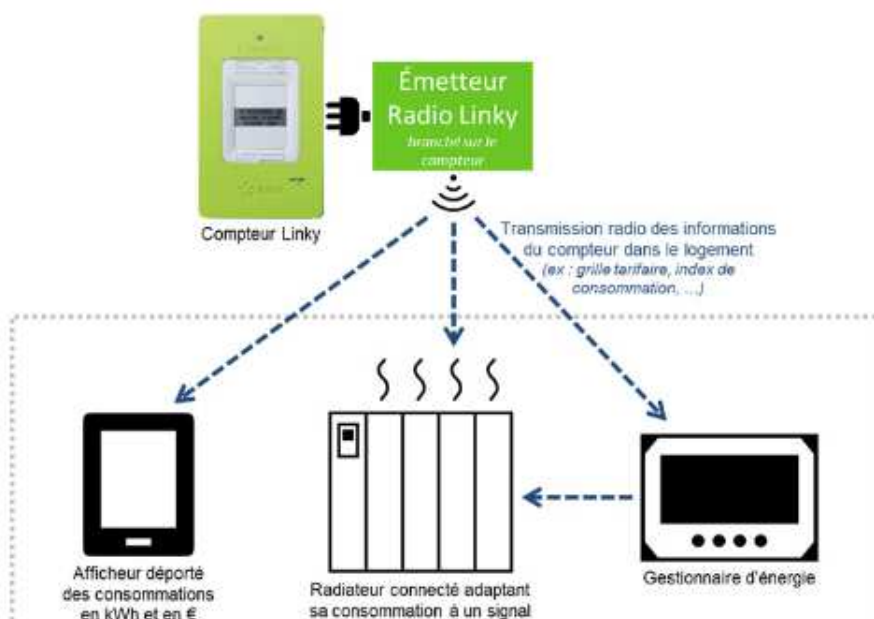 Émetteur
Radio Linky
branché sur le
compteur
Compteur Linky
Transmission radio des informations
du compteur dans le logement
(ex : grille tarifaire, index de
consommation, ...)
Afficheur déporté
des consommations
en kWh et en €
Radiateur connecté adaptant
sa consommation à un signal
Gestionnaire d'énergie